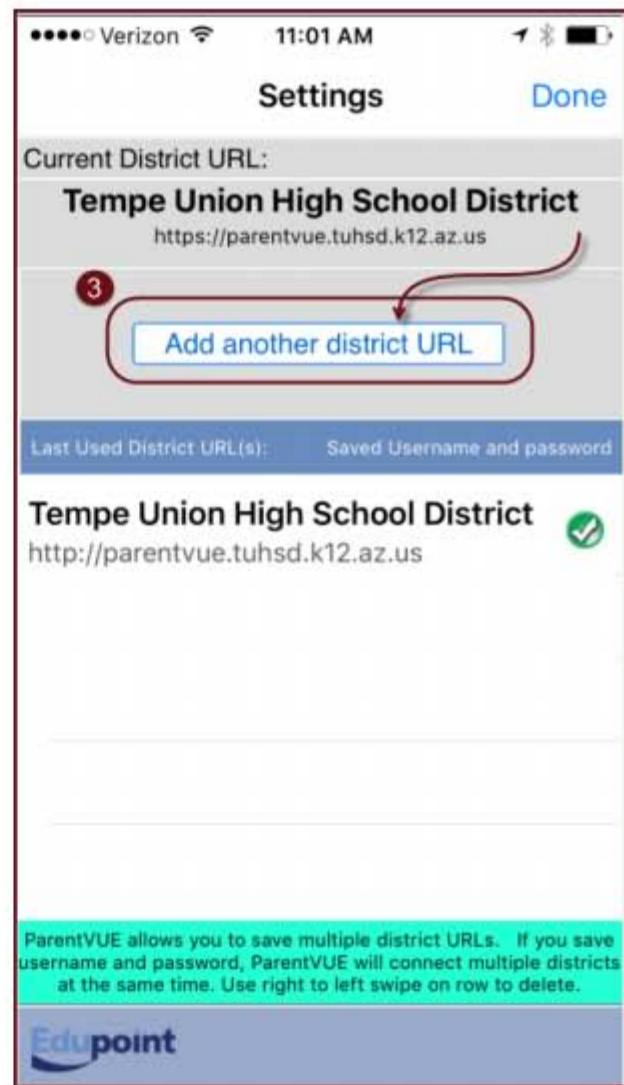 Verizon 11:01 AM
Settings Done
Current District URL:
Tempe Union High School District
https://parentvue.tuhsd.k12.az.us
3
Add another district URL
Last Used District URL(s): Saved Username and password
Tempe Union High School District
http://parentvue.tuhsd.k12.az.us
ParentVUE allows you to save multiple district URLs. If you save
username and password, ParentVUE will connect multiple districts
at the same time. Use right to left swipe on row to delete.
Edupoint